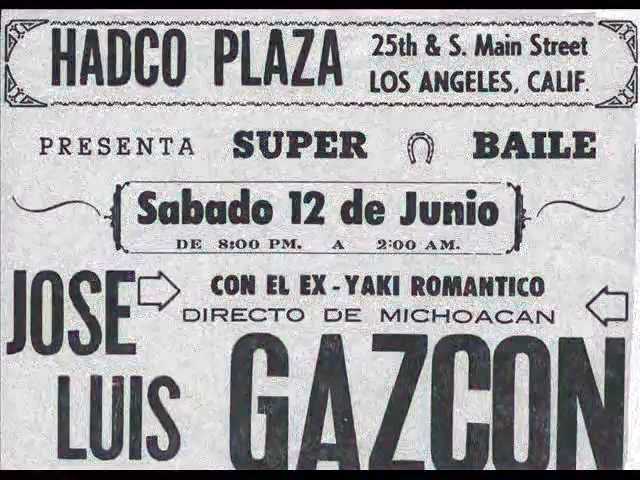 HADCO PLAZA
25th & S. Main Street
LOS ANGELES, CALIF.
PRESENTA SUPER BAILE
Sabado 12 de Junio
DE 8:00 PM. A 2:00 AM.
CON EL EX-YAKI ROMANTICO
DIRECTO DE MICHOACAN
JOSE
LUIS
GAZCON